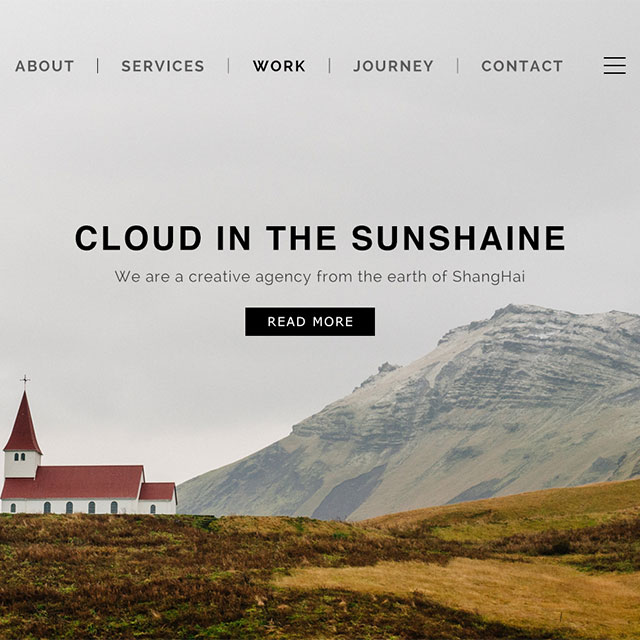 ABOUT | SERVICES | WORK | JOURNEY | CONTACT
CLOUD IN THE SUNSHAINE
We are a creative agency from the earth of ShangHai
READ MORE